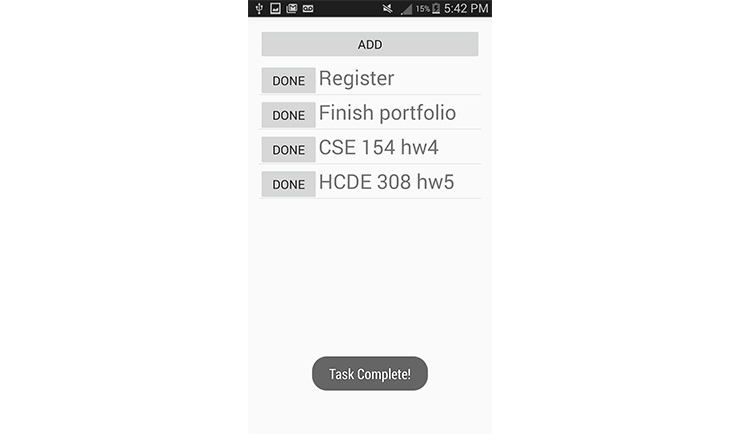 15% 5:42 PM
ADD
DONE Register
DONE Finish portfolio
DONE CSE 154 hw4
DONE HCDE 308 hw5
Task Complete!